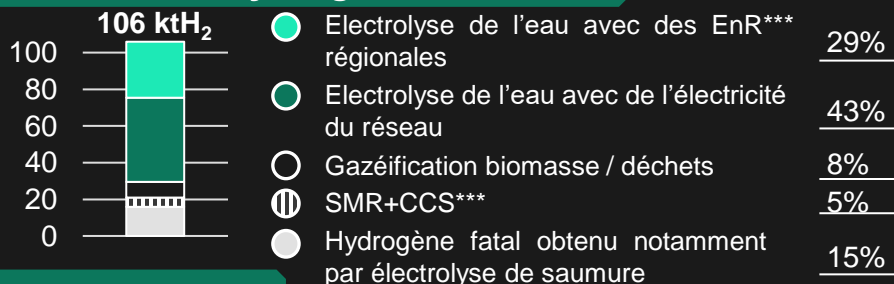 106 ktH₂
100
80
60
40
20
0
Electrolyse de l'eau avec des EnR***
régionales
29%
Electrolyse de l'eau avec de l'électricité
du réseau
43%
Gazéification biomasse / déchets
8%
SMR+CCS***
5%
Hydrogène fatal obtenu notamment
par électrolyse de saumure
15%